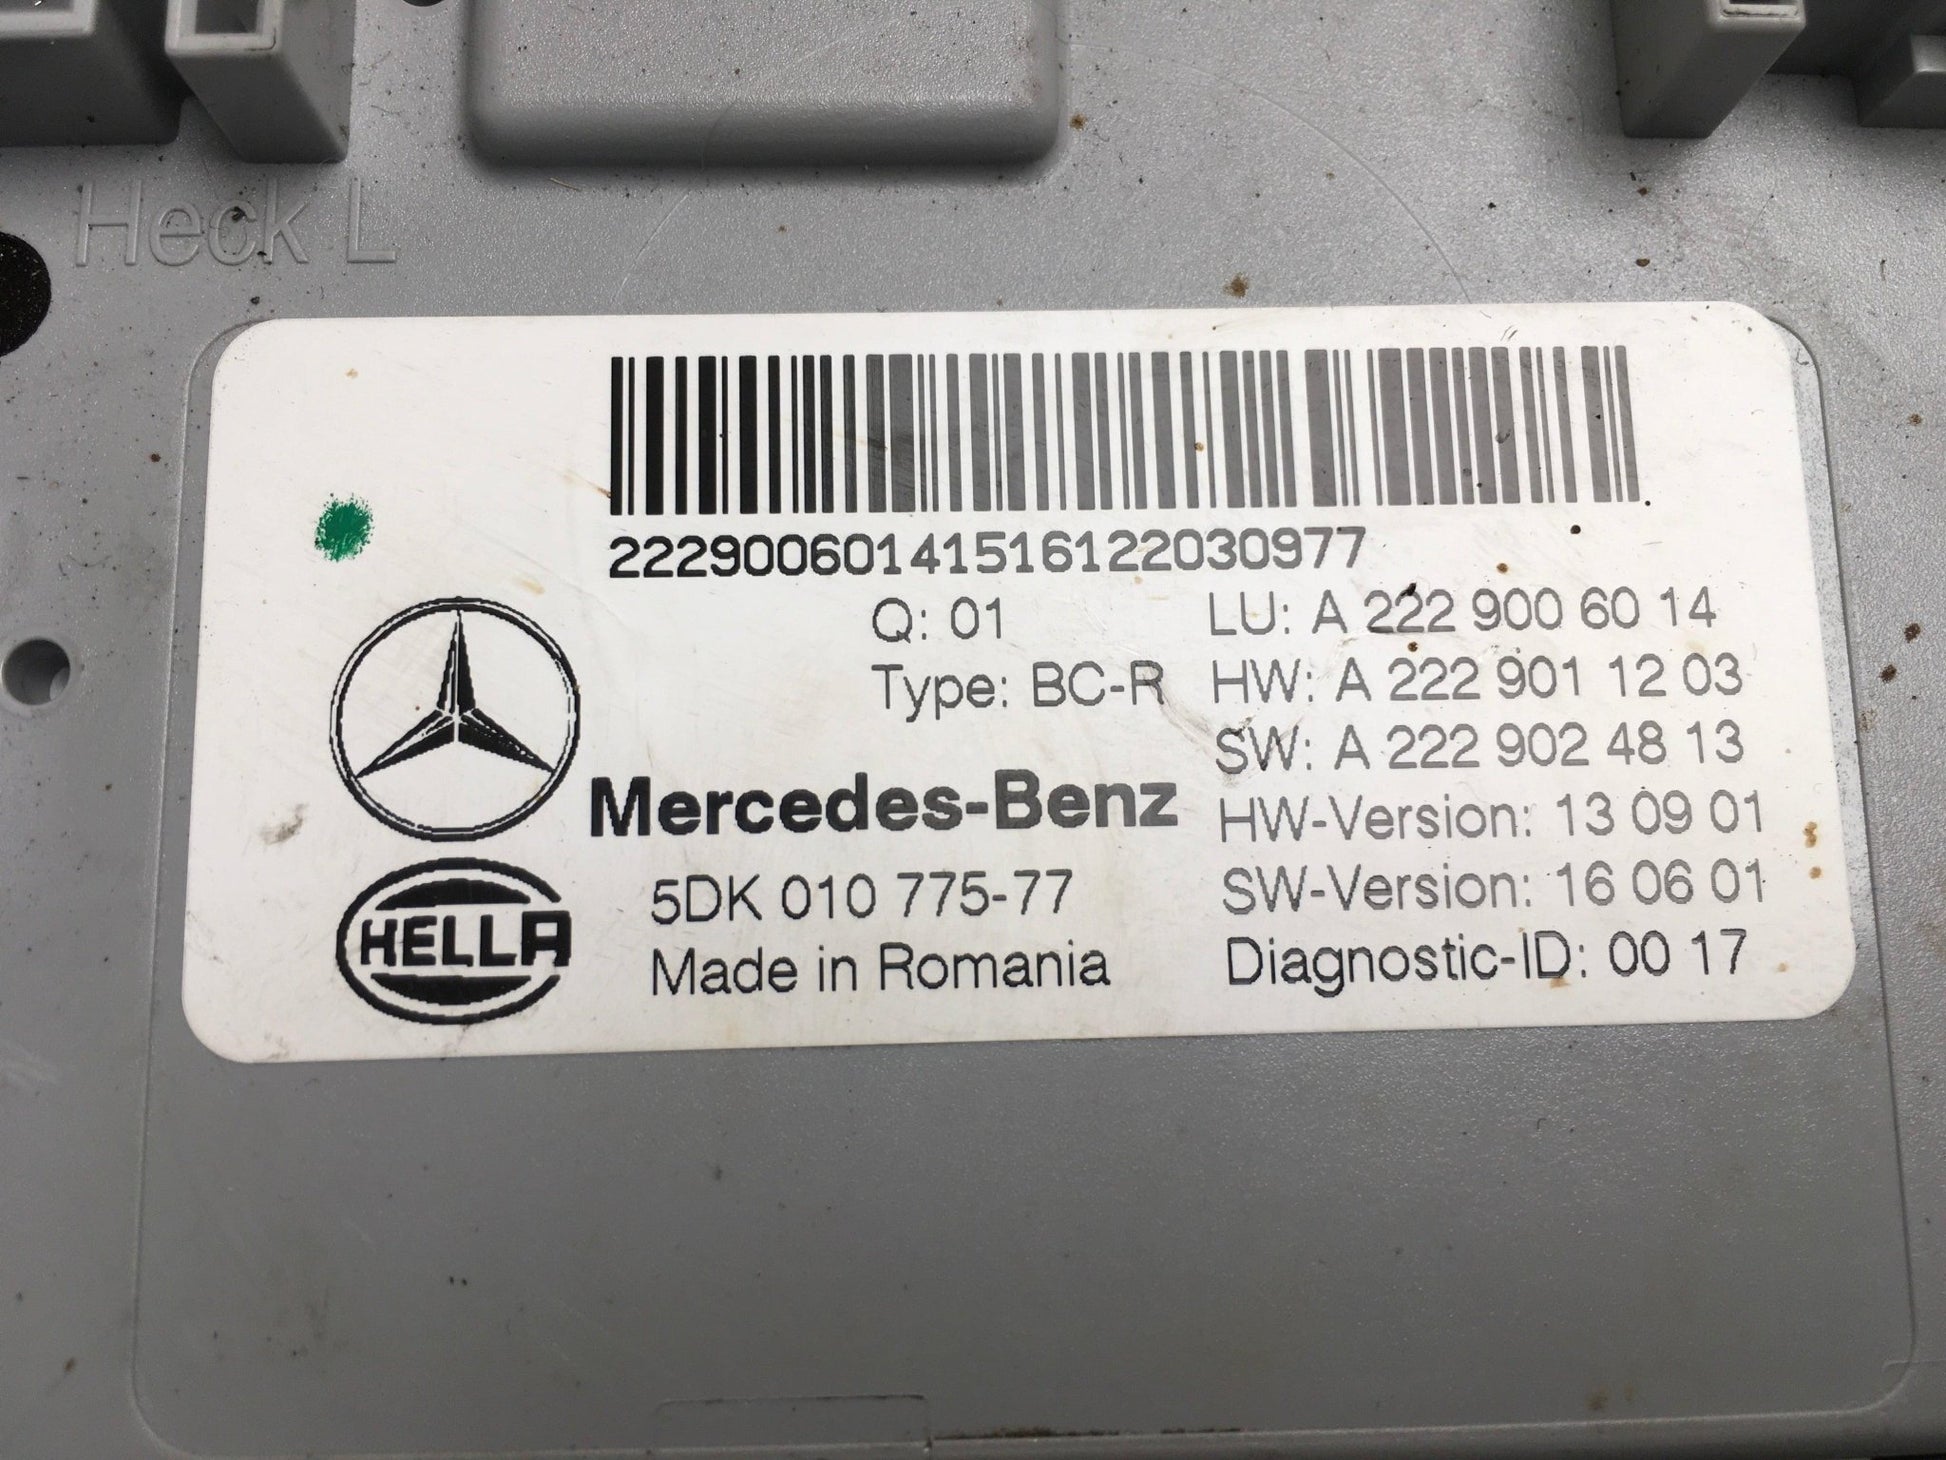 Heck L
2229006014151612203 0977
Q: 01
LU: A 222 900 60 14
Type: BC-R
HW: A 222 901 12 03
SW: A 222 902 48 13
Mercedes-Benz
HW-Version: 13 09 01
HELLA
5DK 010 775-77
SW-Version: 16 06 01
Made in Romania
Diagnostic-ID: 00 17